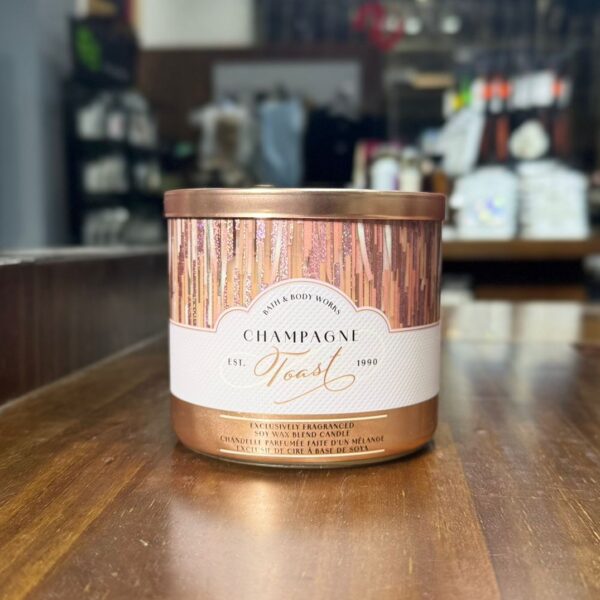 BATH & BODY WORKS
CHAMPAGNE
EST. Toast 1990
EXCLUSIVELY FRAGRANCED
SOY WAX BLEND CANDLE
CHANDELLE PARFUMÉE FAITE D'UN MÉLANGE
EXCLUSIF DE CIRE À BASE DE SOYA